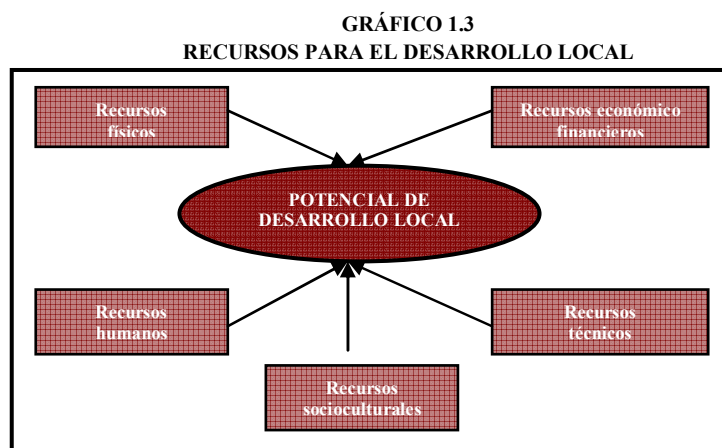 GRÁFICO 1.3
RECURSOS PARA EL DESARROLLO LOCAL
Recursos
físicos
Recursos económico
financieros
POTENCIAL DE
DESARROLLO LOCAL
Recursos
humanos
Recursos
técnicos
Recursos
socioculturales